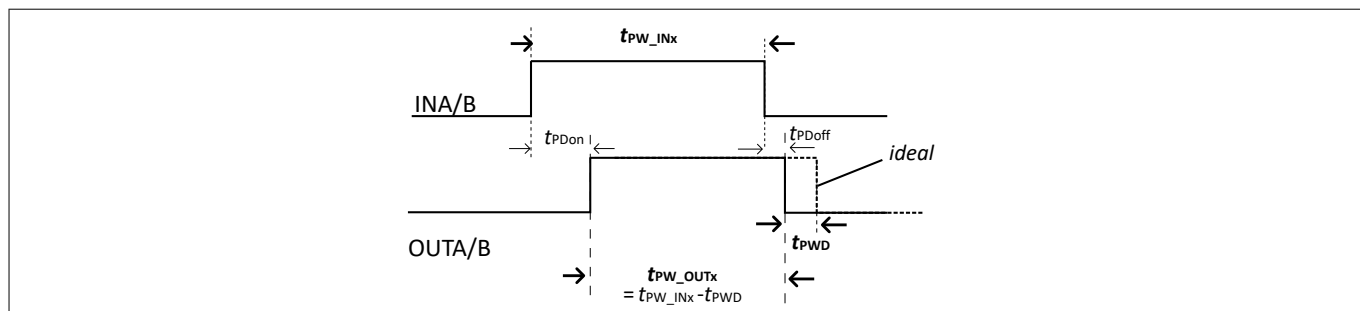 tPW_INx
INA/B
tPDon
tPDoff
ideal
OUTA/B
tPWD
tPW_OUTx
= tPW_INx - tPWD